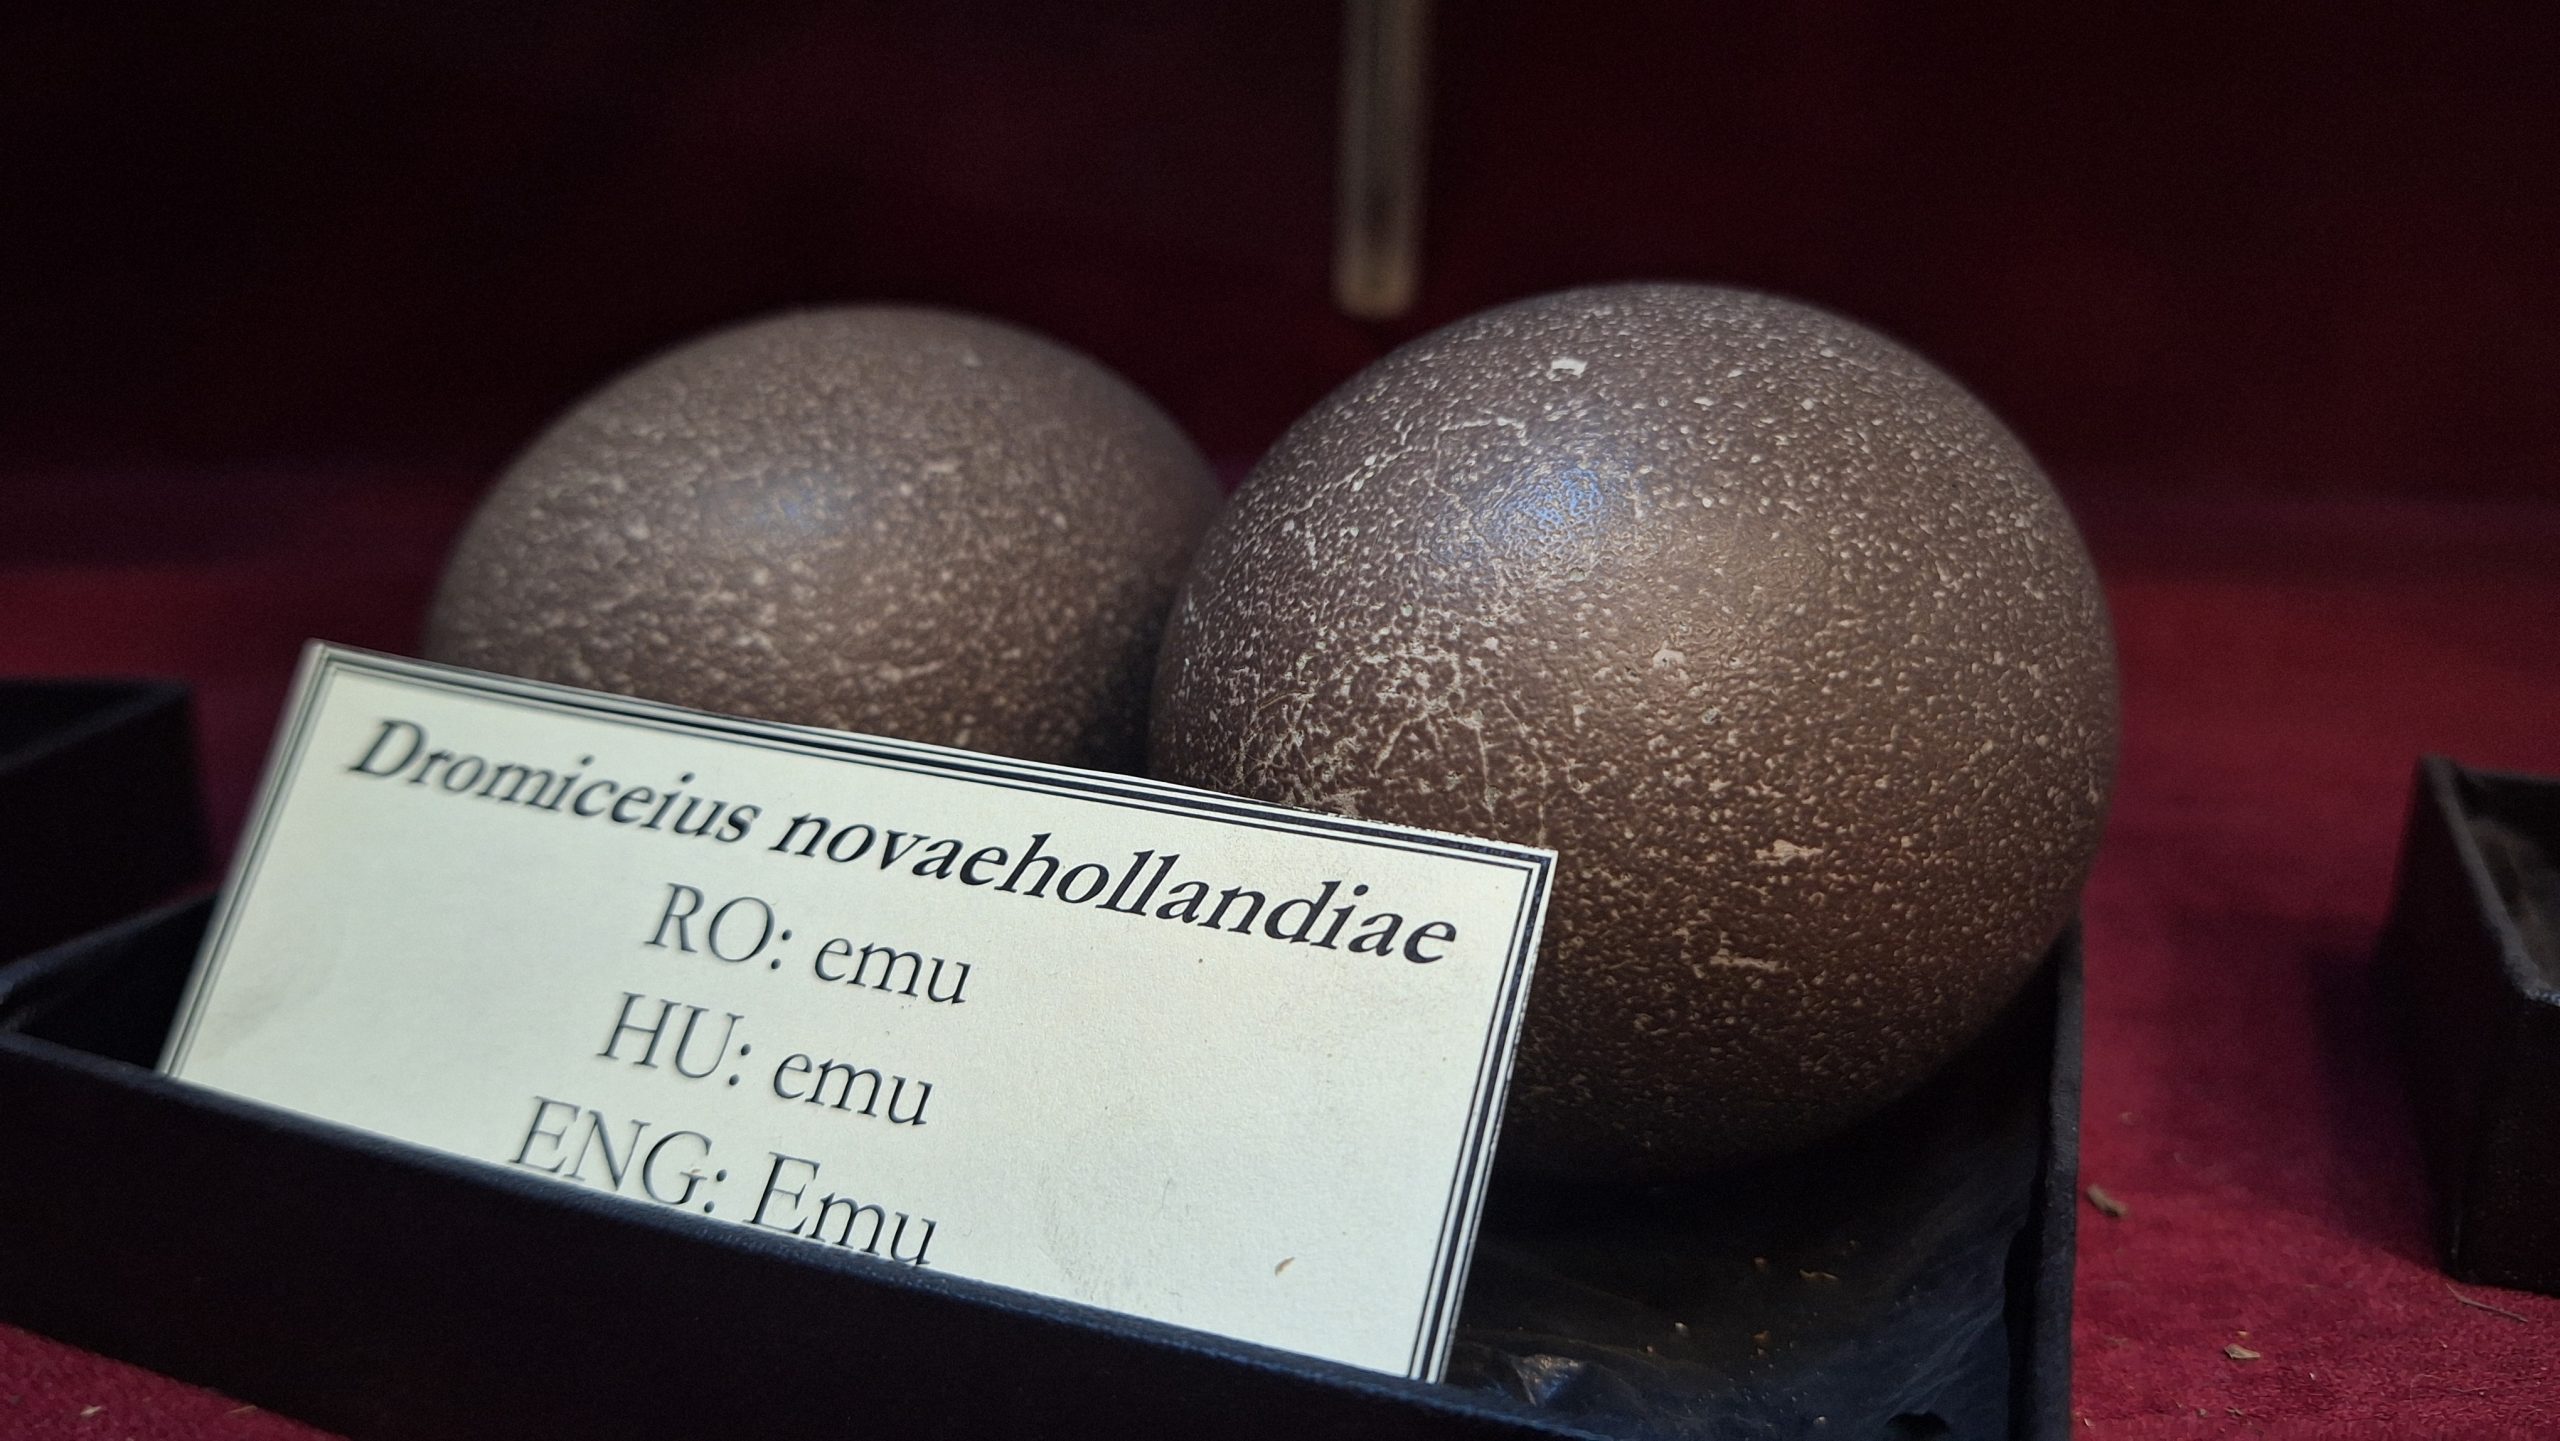 Dromiceius novaehollandiae
RO: emu
HU: emu
ENG: Emu